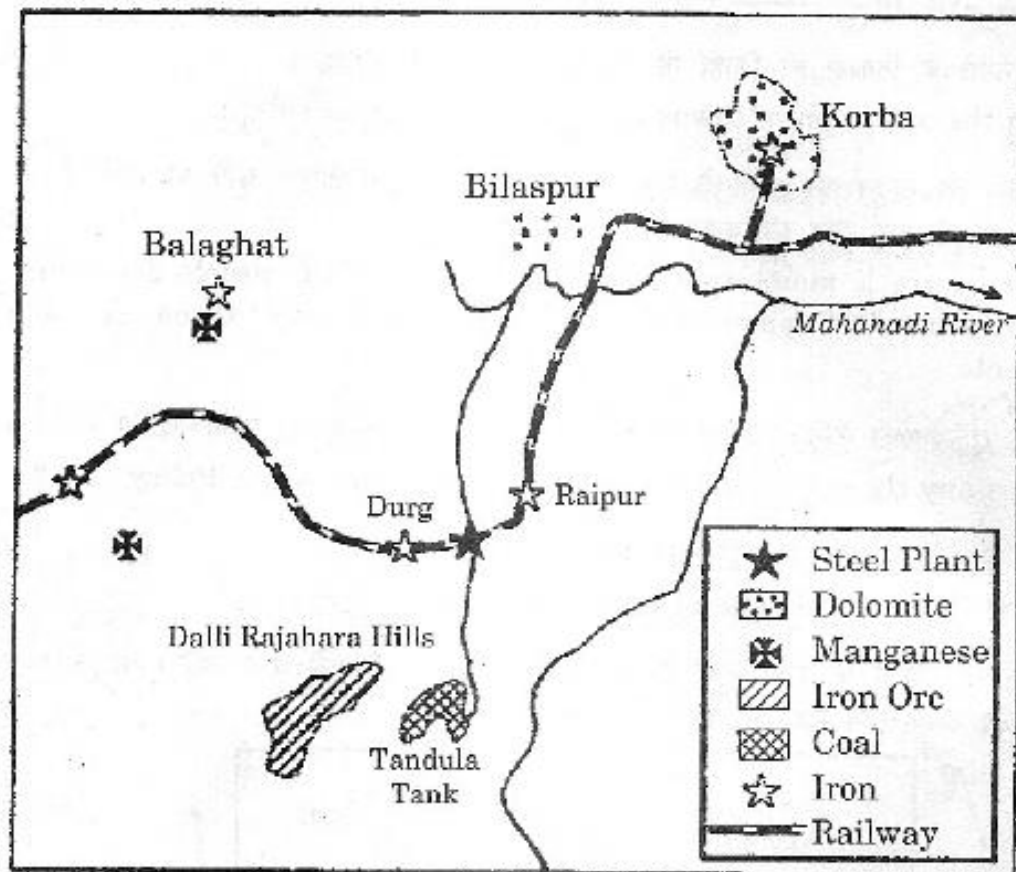 Korba
Bilaspur
Balaghat
Mahanadi River
Durg
Raipur
Dalli Rajahara Hills
Tandula
Tank
Steel Plant
Dolomite
Manganese
Iron Ore
Coal
Iron
Railway